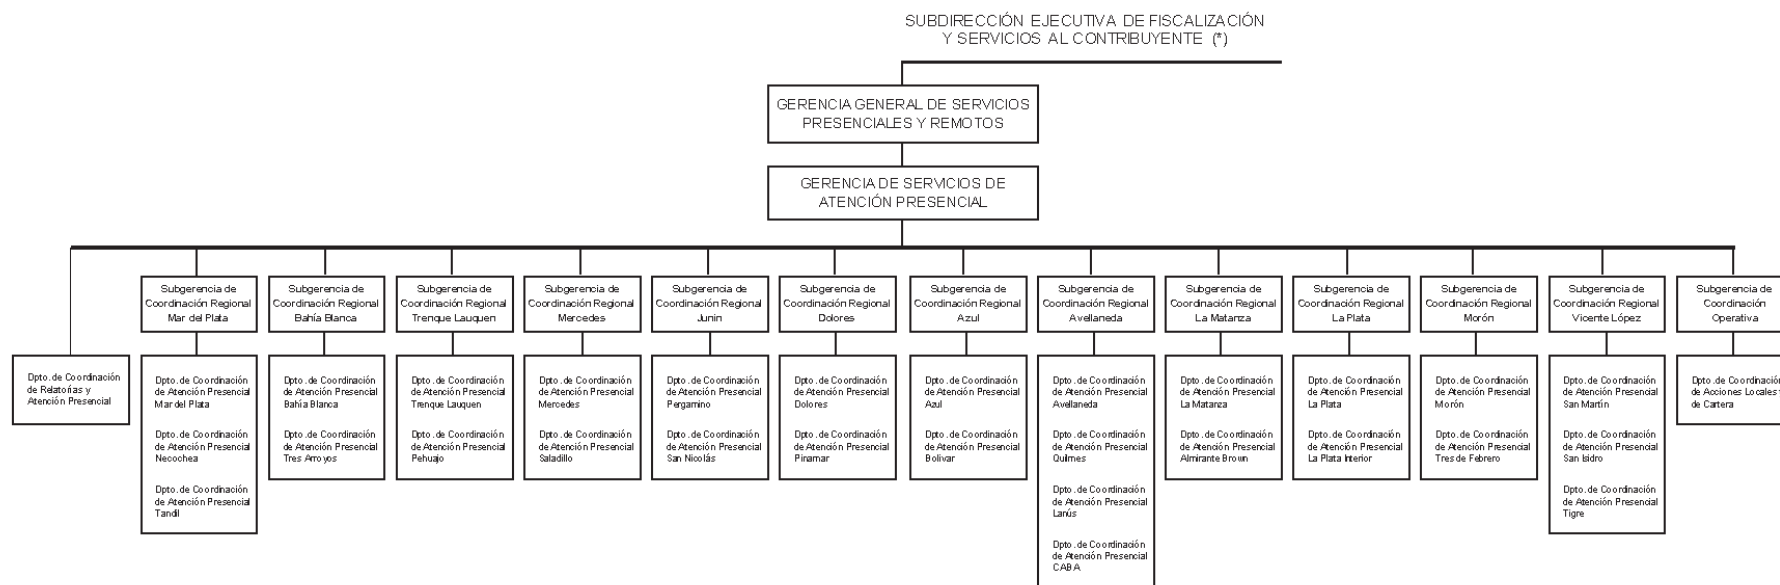 SUBDIRECCIÓN EJECUTIVA DE FISCALIZACIÓN
Y SERVICIOS AL CONTRIBUYENTE (*)
GERENCIA GENERAL DE SERVICIOS
PRESENCIALES Y REMOTOS
GERENCIA DE SERVICIOS DE
ATENCIÓN PRESENCIAL
Dpto. de Coordinación
de Relatorías y
Atención Presencial
Subgerencia de
Coordinación Regional
Mar del Plata
Dpto. de Coordinación
de Atención Presencial
Mar del Plata
Dpto. de Coordinación
de Atención Presencial
Necochea
Dpto. de Coordinación
de Atención Presencial
Tandil
Subgerencia de
Coordinación Regional
Bahía Blanca
Dpto. de Coordinación
de Atención Presencial
Bahía Blanca
Dpto. de Coordinación
de Atención Presencial
Tres Arroyos
Subgerencia de
Coordinación Regional
Trenque Lauquen
Dpto. de Coordinación
de Atención Presencial
Trenque Lauquen
Dpto. de Coordinación
de Atención Presencial
Pehuajo
Subgerencia de
Coordinación Regional
Mercedes
Dpto. de Coordinación
de Atención Presencial
Mercedes
Dpto. de Coordinación
de Atención Presencial
Saladillo
Subgerencia de
Coordinación Regional
Junin
Dpto. de Coordinación
de Atención Presencial
Pergamino
Dpto. de Coordinación
de Atención Presencial
San Nicolás
Subgerencia de
Coordinación Regional
Dolores
Dpto. de Coordinación
de Atención Presencial
Dolores
Dpto. de Coordinación
de Atención Presencial
Pinamar
Subgerencia de
Coordinación Regional
Azul
Dpto. de Coordinación
de Atención Presencial
Azul
Dpto. de Coordinación
de Atención Presencial
Bolivar
Subgerencia de
Coordinación Regional
Avellaneda
Dpto. de Coordinación
de Atención Presencial
Avellaneda
Dpto. de Coordinación
de Atención Presencial
Quilmes
Dpto. de Coordinación
de Atención Presencial
Lanús
Dpto. de Coordinación
de Atención Presencial
CABA
Subgerencia de
Coordinación Regional
La Matanza
Dpto. de Coordinación
de Atención Presencial
La Matanza
Dpto. de Coordinación
de Atención Presencial
Almirante Brown
Subgerencia de
Coordinación Regional
La Plata
Dpto. de Coordinación
de Atención Presencial
La Plata
Dpto. de Coordinación
de Atención Presencial
La Plata Interior
Subgerencia de
Coordinación Regional
Morón
Dpto. de Coordinación
de Atención Presencial
Morón
Dpto. de Coordinación
de Atención Presencial
Tres de Febrero
Subgerencia de
Coordinación Regional
Vicente López
Dpto. de Coordinación
de Atención Presencial
San Martín
Dpto. de Coordinación
de Atención Presencial
San Isidro
Dpto. de Coordinación
de Atención Presencial
Tigre
Subgerencia de
Coordinación
Operativa
Dpto. de Coordinación
de Acciones Locales
de Cartera